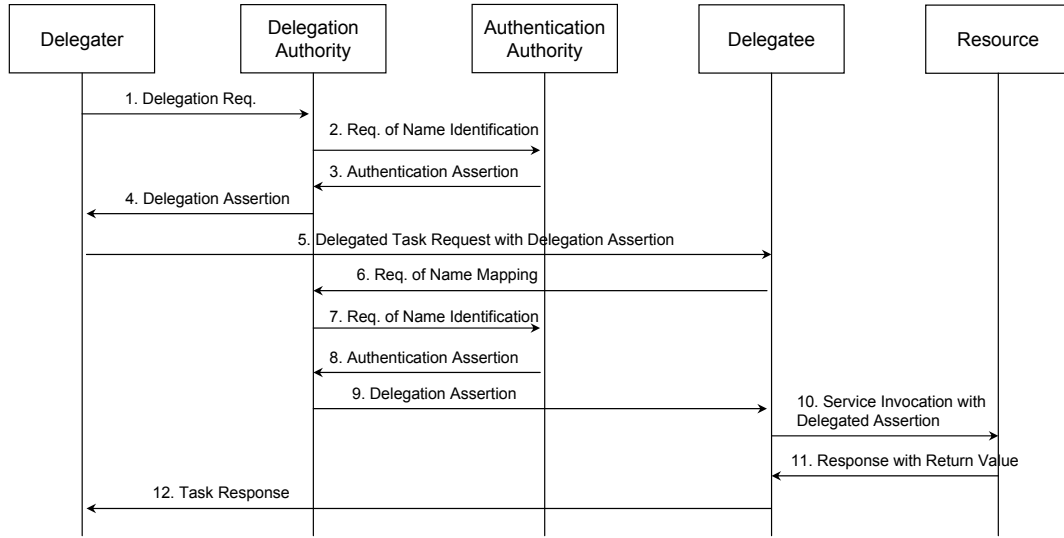 Delegater
Delegation
Authority
Authentication
Authority
Delegatee
Resource
1. Delegation Req.
2. Req. of Name Identification
3. Authentication Assertion
4. Delegation Assertion
5. Delegated Task Request with Delegation Assertion
6. Req. of Name Mapping
7. Req. of Name Identification
8. Authentication Assertion
9. Delegation Assertion
10. Service Invocation with
Delegated Assertion
11. Response with Return Value
12. Task Response